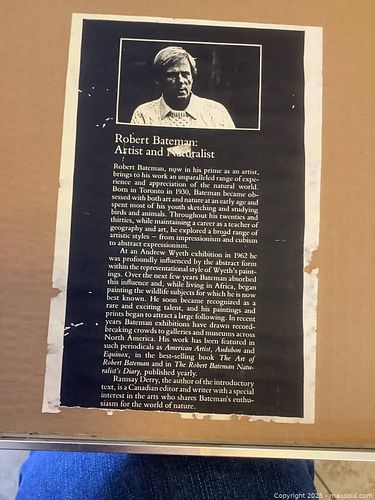 Robert Bateman:
Artist and Naturalist
Robert Bateman, now in his prime as an artist,
brings to his work an unparalleled range of expe-
rience and appreciation of the natural world.
Born in Toronto in 1930, Bateman became ob-
sessed with both art and nature at an early age and
spent most of his youth sketching and studying
birds and animals. Throughout his twenties and
thirties, while maintaining a career as a teacher of
geography and art, he explored a broad range of
artistic styles – from impressionism and cubism
to abstract expressionism.
At an Andrew Wyeth exhibition in 1962 he
was profoundly influenced by the abstract form
within the representational style of Wyeth's paint-
ings. Over the next few years Bateman absorbed
this influence and, while living in Africa, began
painting the wildlife subjects for which he is now
best known. He soon became recognized as a
rare and exciting talent, and his paintings and
prints began to attract a large following. In recent
years Bateman exhibitions have drawn record-
breaking crowds to galleries and museums across
North America. His work has been featured in
such periodicals as American Artist, Audubon and
Equinox, in the best-selling book The Art of
Robert Bateman and in The Robert Bateman Natu-
ralist's Diary, published yearly.
Ramsay Derry, the author of the introductory
text, is a Canadian editor and writer with a special
interest in the arts who shares Bateman's enthu-
siasm for the world of nature.
Copyright 2025 - maxsold.com